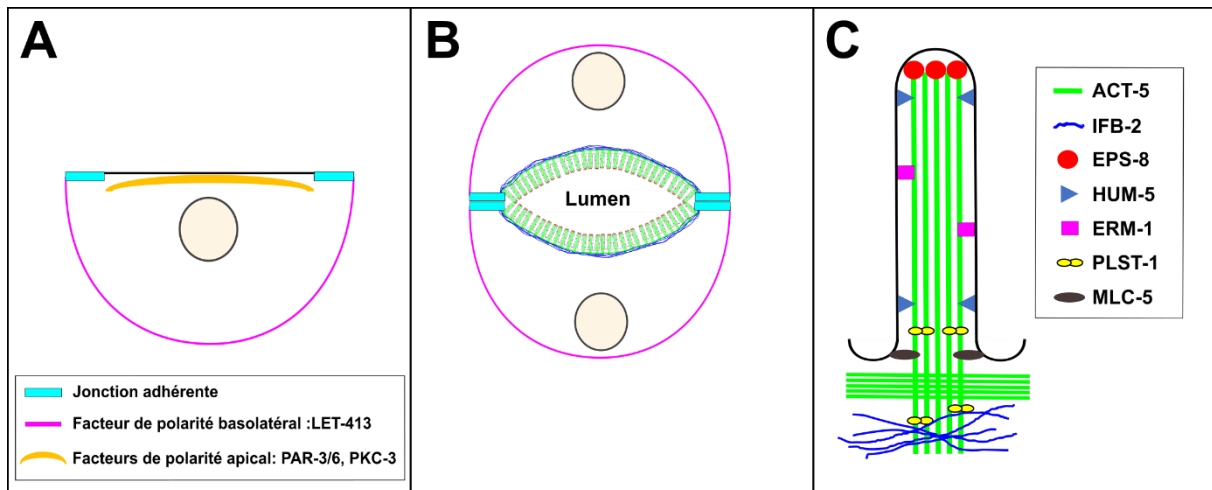 A
Jonction adhérente
Facteur de polarité basolatéral :LET-413
Facteurs de polarité apical: PAR-3/6, PKC-3
B
Lumen
C
ACT-5
IFB-2
EPS-8
HUM-5
ERM-1
PLST-1
MLC-5